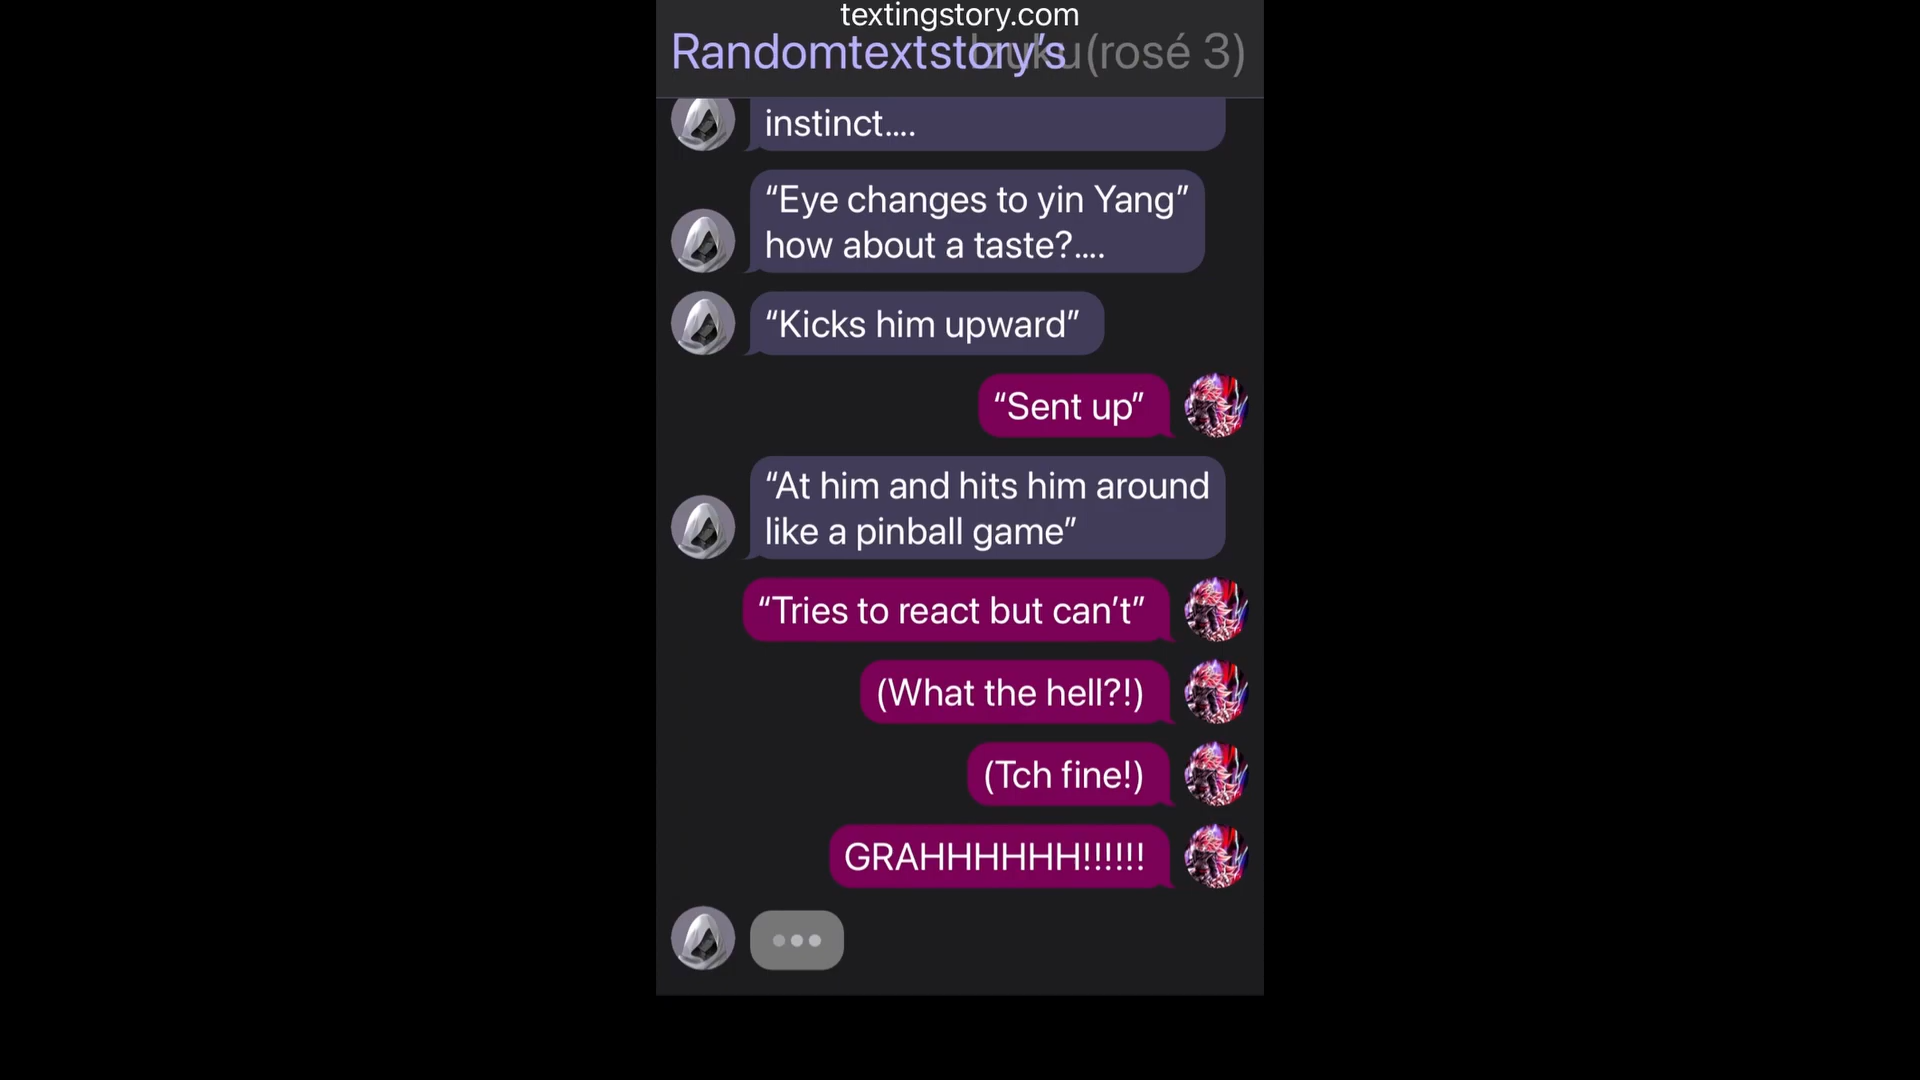 textingstory.com
Randomtextstory’s Izuku(rosé 3)
instinct....
“Eye changes to yin Yang”
how about a taste?....
“Kicks him upward”
“Sent up”
“At him and hits him around
like a pinball game”
“Tries to react but can’t”
(What the hell?!)
(Tch fine!)
GRAHHHHHH!!!!!!